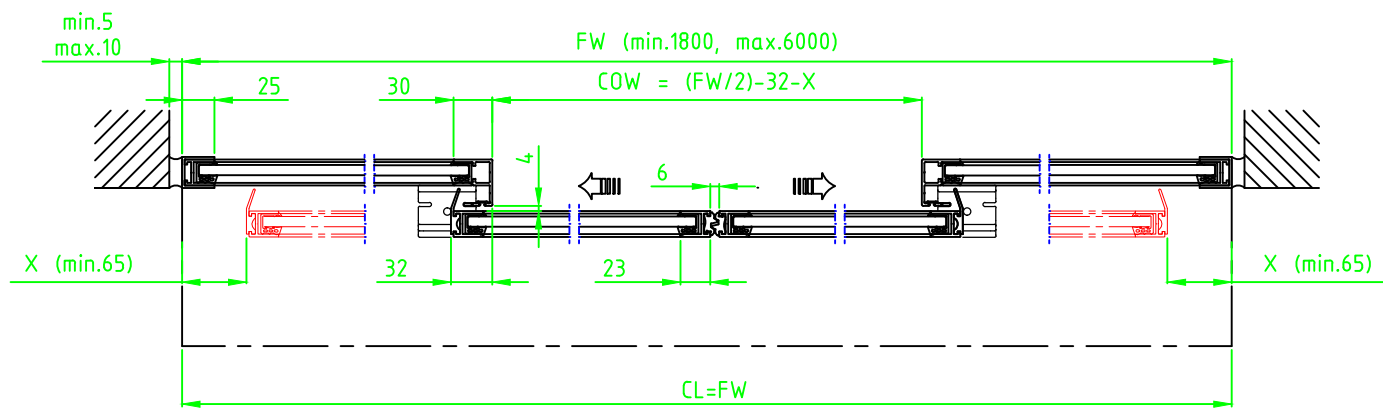 min.5
max.10
FW (min.1800, max.6000)
COW = (FW/2)-32-X
25
30
4
6
X (min.65)
32
23
X (min.65)
CL=FW